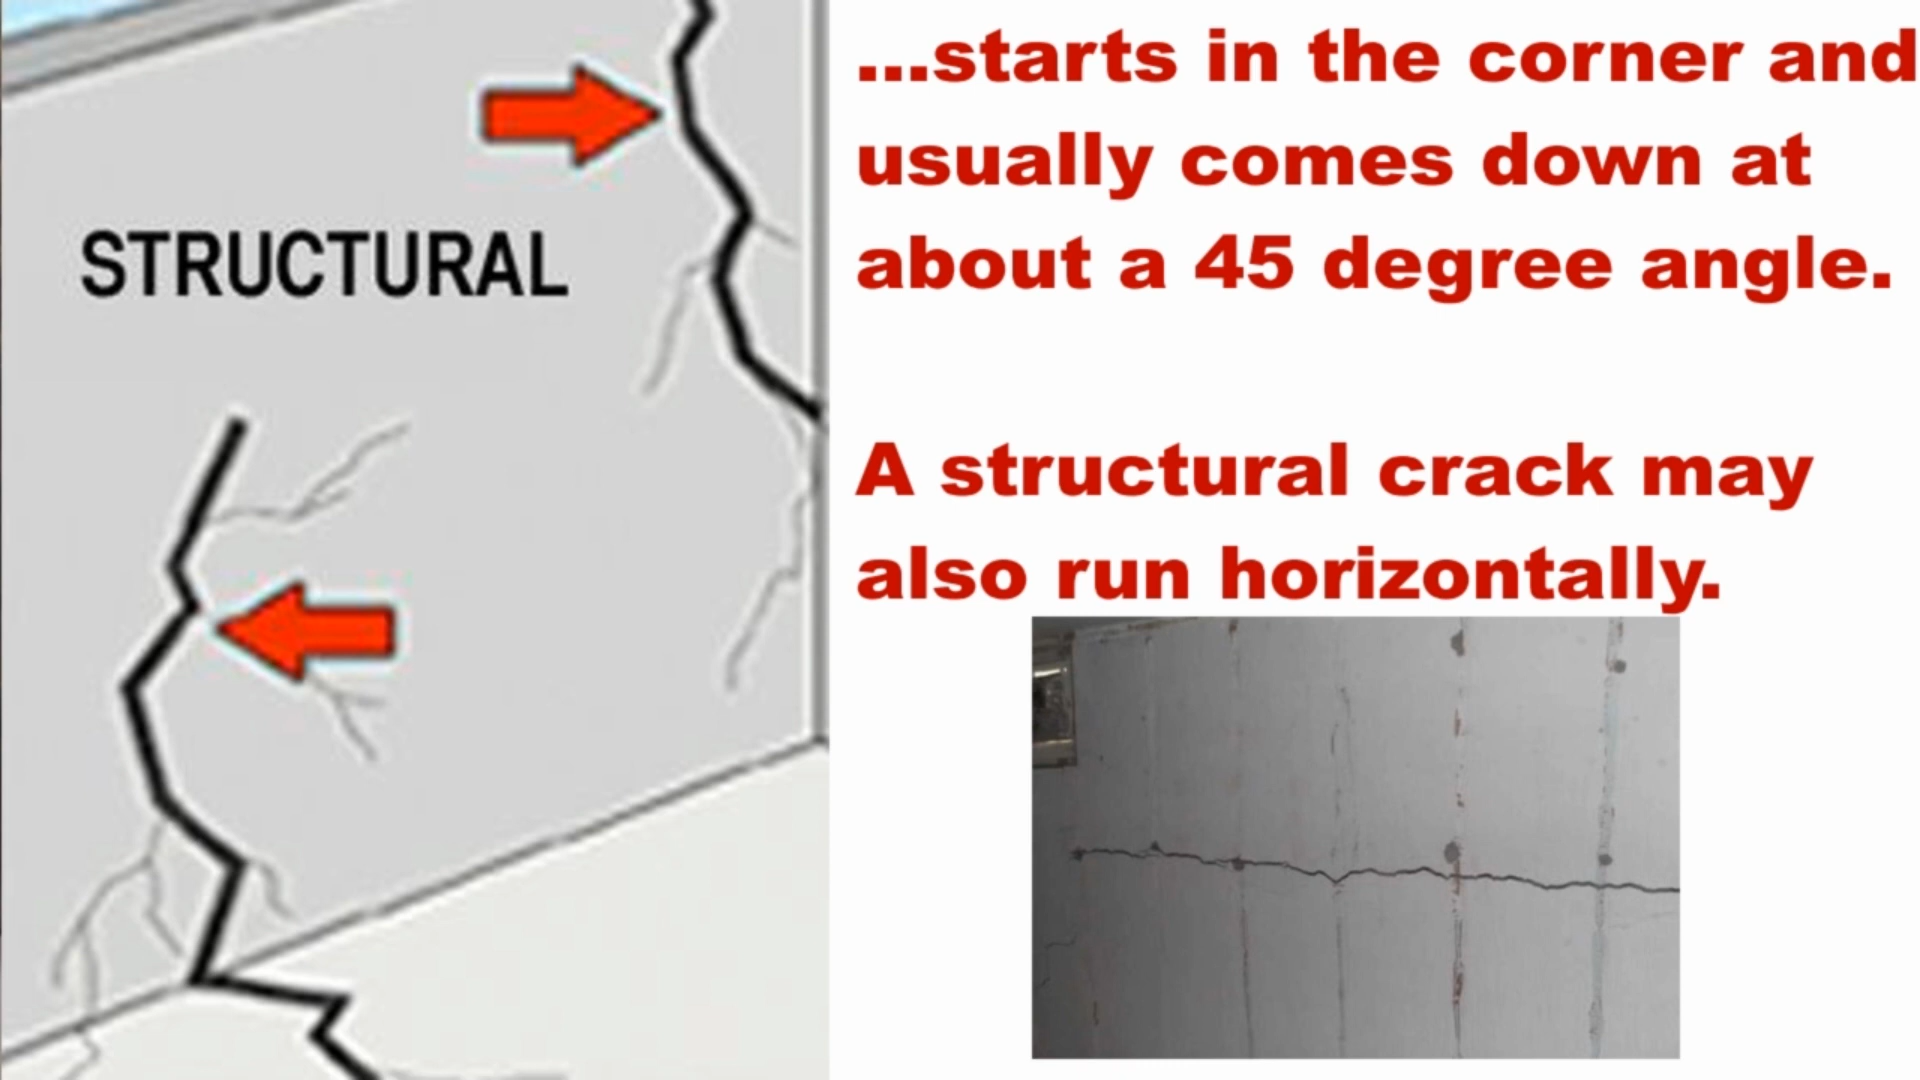 STRUCTURAL
...starts in the corner and
usually comes down at
about a 45 degree angle.
A structural crack may
also run horizontally.